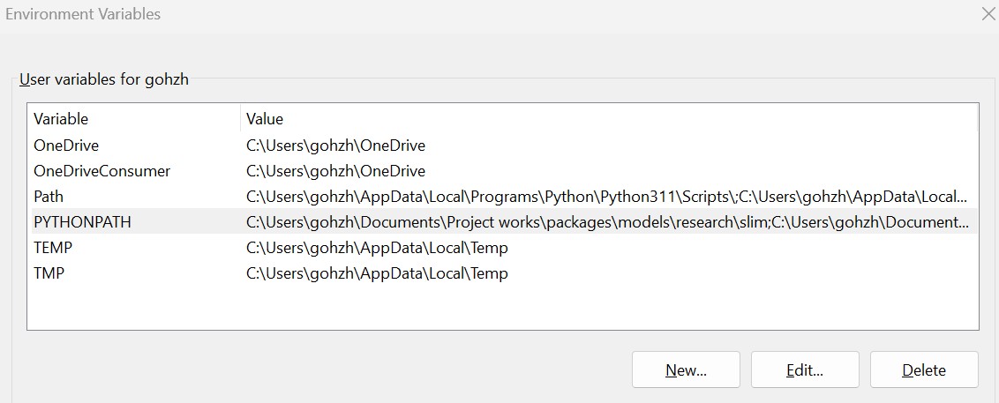 Environment Variables
User variables for gohzh
Variable Value
OneDrive C:\Users\gohzh\OneDrive
OneDriveConsumer C:\Users\gohzh\OneDrive
Path C:\Users\gohzh\AppData\Local\Programs\Python\Python311\Scripts\;C:\Users\gohzh\AppData\Local...
PYTHONPATH C:\Users\gohzh\Documents\Project works\packages\models\research\slim;C:\Users\gohzh\Document...
TEMP C:\Users\gohzh\AppData\Local\Temp
TMP C:\Users\gohzh\AppData\Local\Temp
New... Edit... Delete